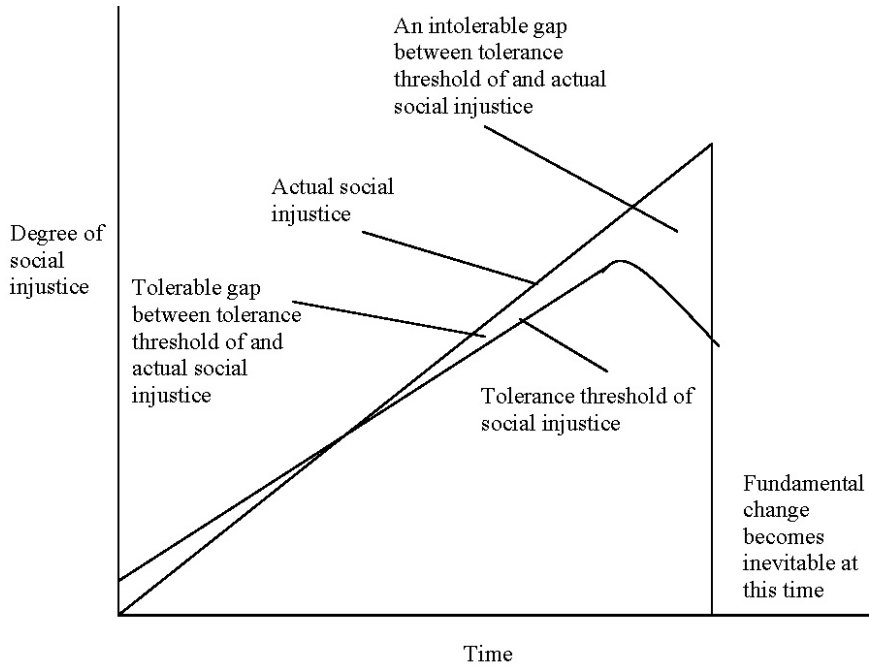 An intolerable gap
between tolerance
threshold of and actual
social injustice
Actual social
injustice
Degree of
social
injustice
Tolerable gap
between tolerance
threshold of and
actual social
injustice
Tolerance threshold of
social injustice
Fundamental
change
becomes
inevitable at
this time
Time